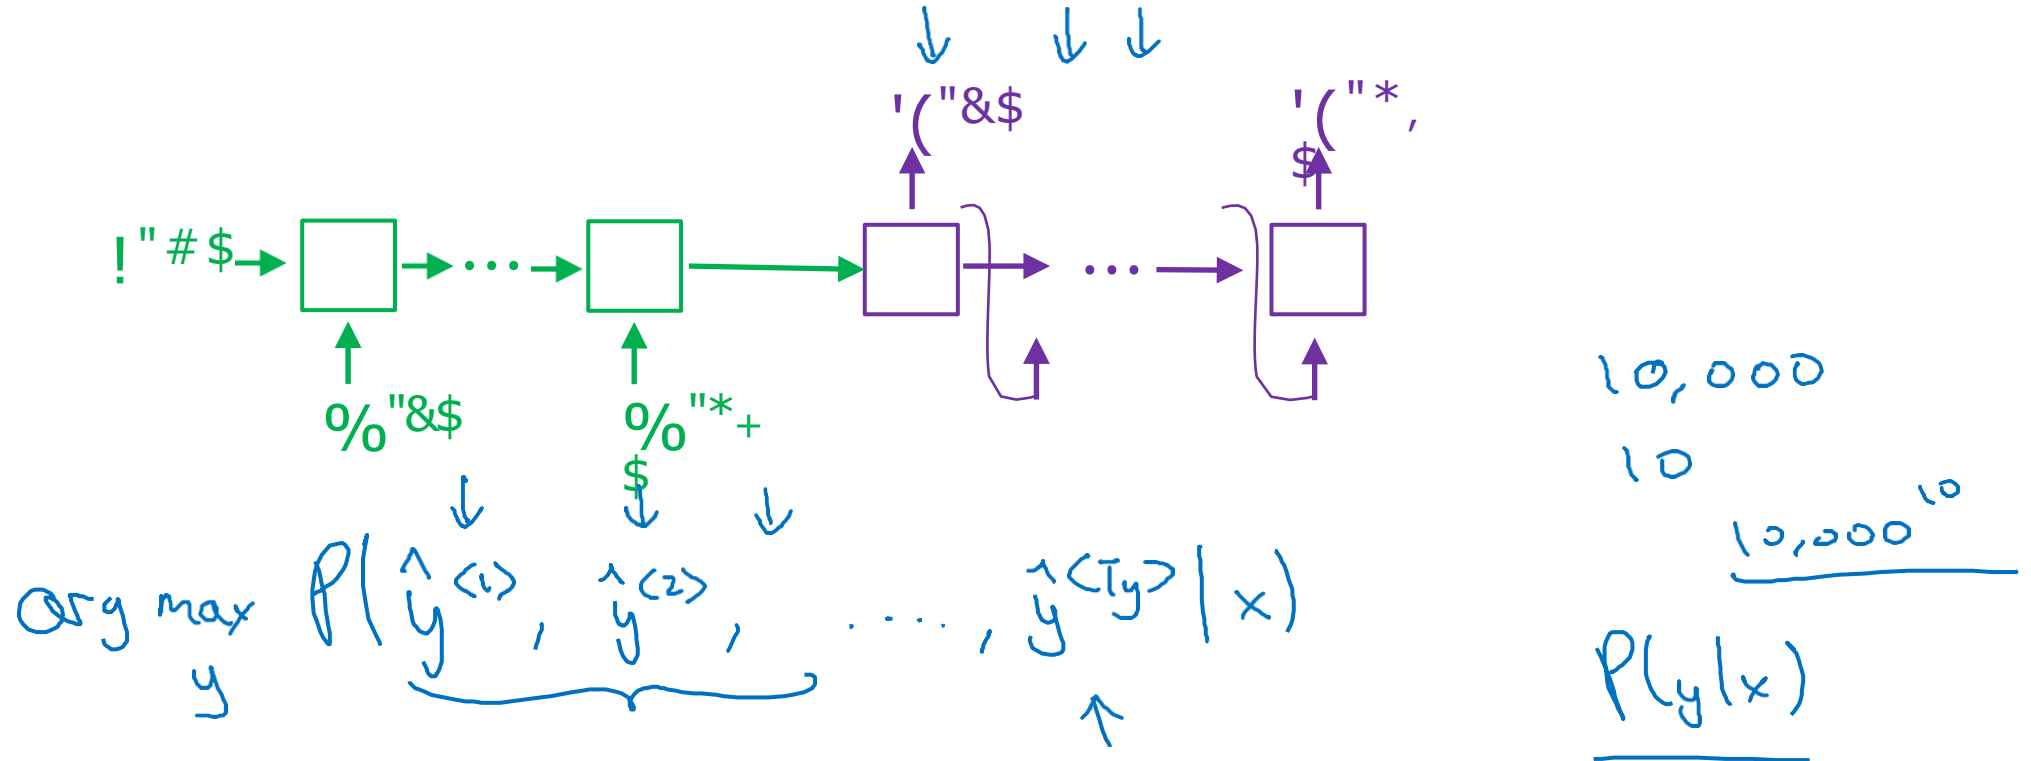 '("&$ '("*,
$
!"#$ ... ...
%"&$ %"*+
$
10,000
10
10,000^10
arg max P(ŷ<1>, ŷ<2>, ...., ŷ<Ty>|x)
y
P(y|x)